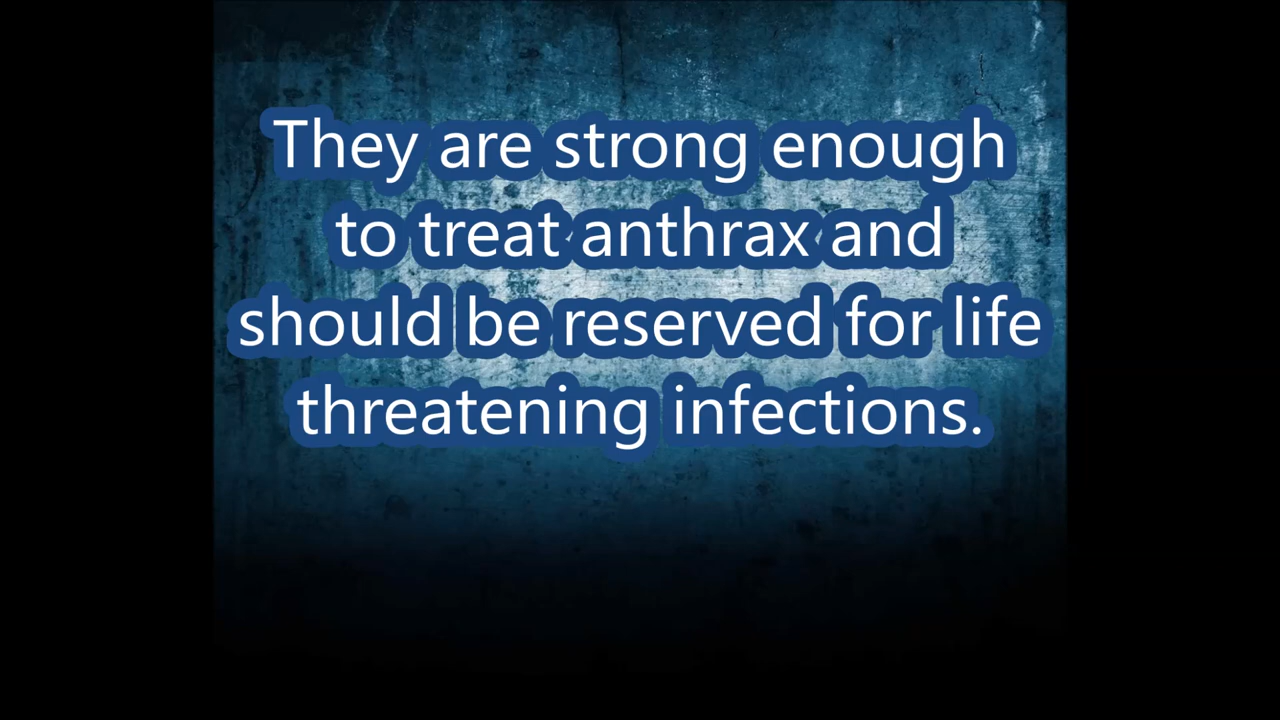 They are strong enough
to treat anthrax and
should be reserved for life
threatening infections.